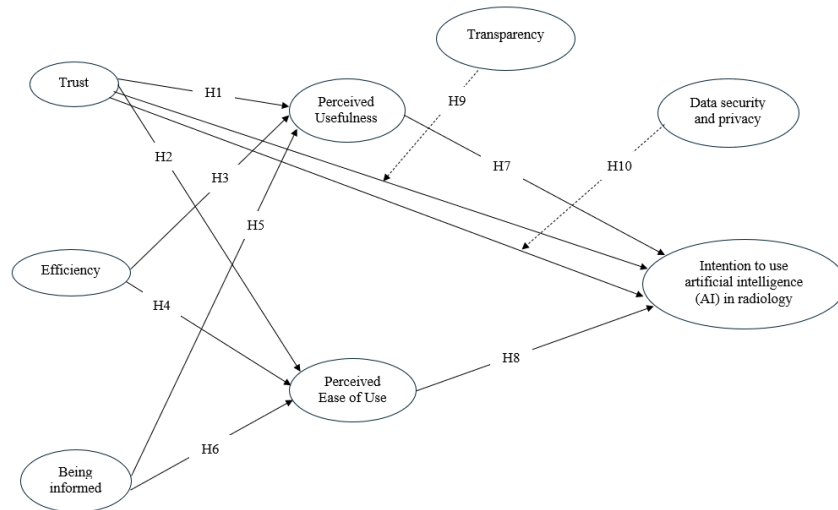 Transparency
Trust
H1
Perceived
Usefulness
H9
Data security
and privacy
H2
H3
H7
H10
H5
Efficiency
H4
Intention to use
artificial intelligence
(AI) in radiology
H8
Perceived
Ease of Use
H6
Being
informed